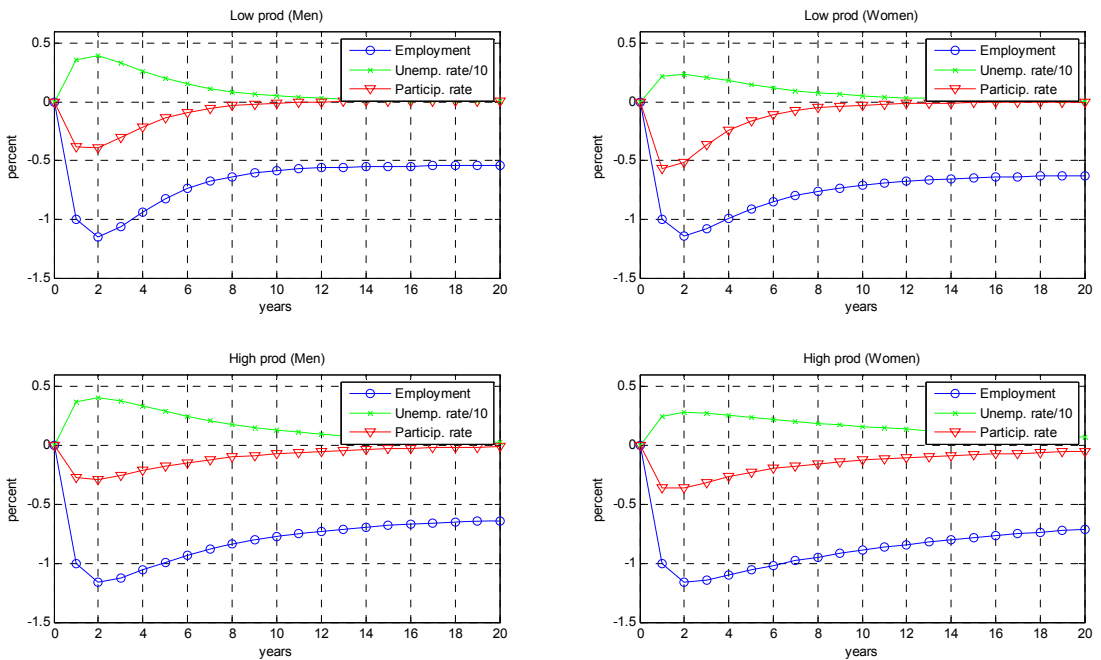 Low prod (Men)
0.5
0
-0.5
-1
-1.5
percent
Employment
Unemp. rate/10
Particip. rate
0 2 4 6 8 10 12 14 16 18 20
years
Low prod (Women)
0.5
0
-0.5
-1
-1.5
percent
Employment
Unemp. rate/10
Particip. rate
0 2 4 6 8 10 12 14 16 18 20
years
High prod (Men)
0.5
0
-0.5
-1
-1.5
percent
Employment
Unemp. rate/10
Particip. rate
0 2 4 6 8 10 12 14 16 18 20
years
High prod (Women)
0.5
0
-0.5
-1
-1.5
percent
Employment
Unemp. rate/10
Particip. rate
0 2 4 6 8 10 12 14 16 18 20
years